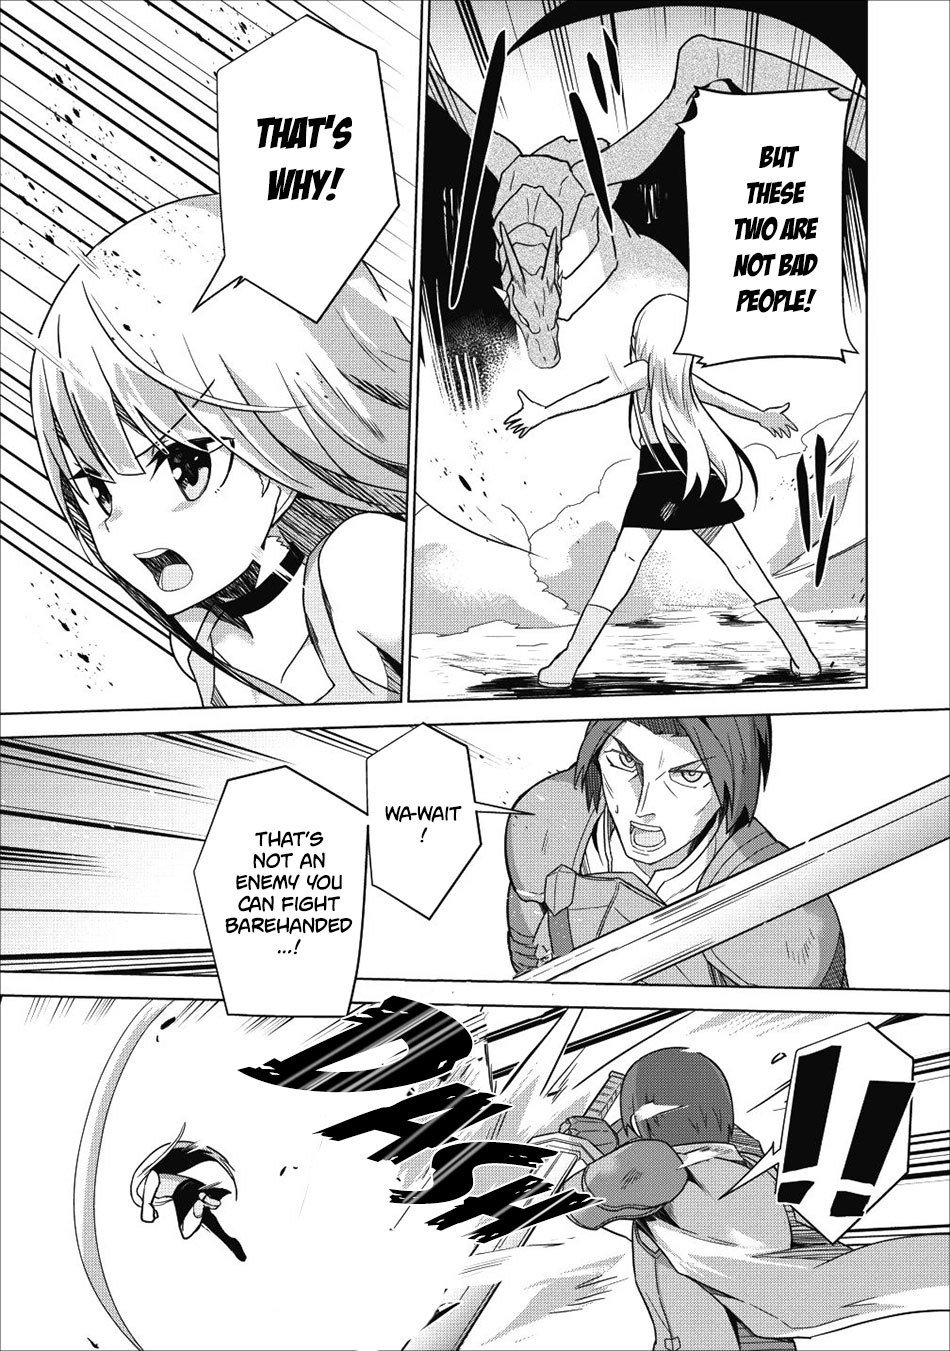 BUT
THESE
TWO ARE
NOT BAD
PEOPLE!
THAT'S
WHY!
WA-WAIT
!
THAT'S
NOT AN
ENEMY YOU
CAN FIGHT
BAREHANDED
...!
!!
DASH